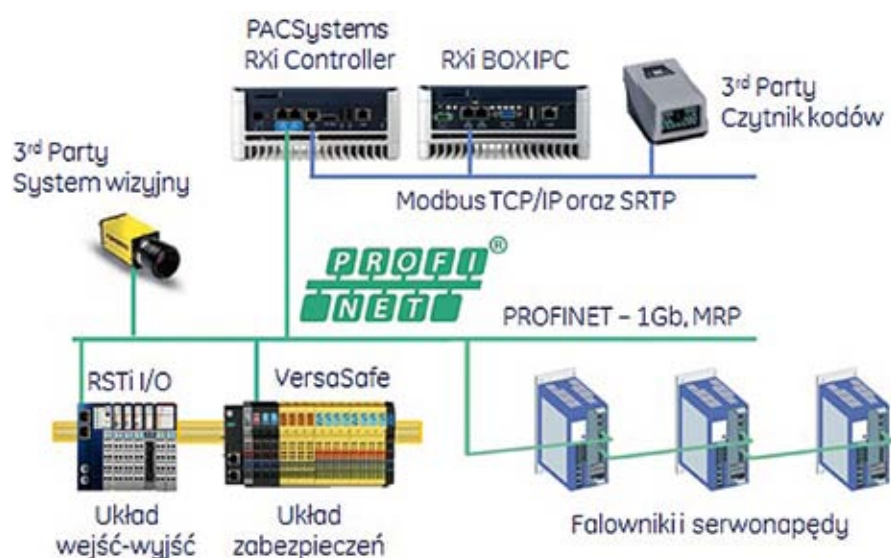 PACSystems
RXi Controller
RXi BOX IPC
3rd Party
Czytnik kodów
3rd Party
System wizyjny
Modbus TCP/IP oraz SRTP
PROFI
NET
®
PROFINET – 1Gb, MRP
RSTi I/O
VersaSafe
Układ
wejść-wyjść
Układ
zabezpieczeń
Falowniki i serwonapędy